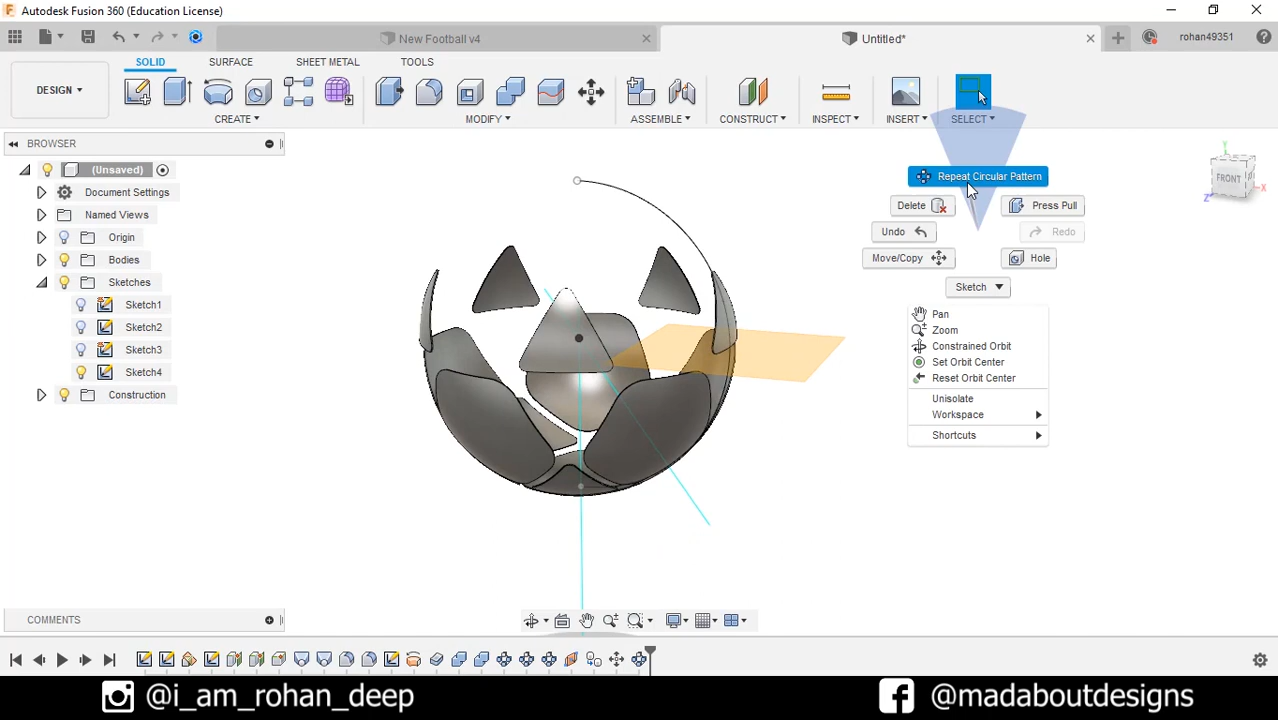 Autodesk Fusion 360 (Education License)
New Football v4
Untitled*
rohan49351
DESIGN
SOLID
SURFACE
SHEET METAL
TOOLS
CREATE
MODIFY
ASSEMBLE
CONSTRUCT
INSPECT
INSERT
SELECT
BROWSER
(Unsaved)
Document Settings
Named Views
Origin
Bodies
Sketches
Sketch1
Sketch2
Sketch3
Sketch4
Construction
Repeat Circular Pattern
Delete
Press Pull
Undo
Redo
Move/Copy
Hole
Sketch
Pan
Zoom
Constrained Orbit
Set Orbit Center
Reset Orbit Center
Unisolate
Workspace
Shortcuts
Y
FRONT
X
Z
COMMENTS
@i_am_rohan_deep
@madaboutdesigns